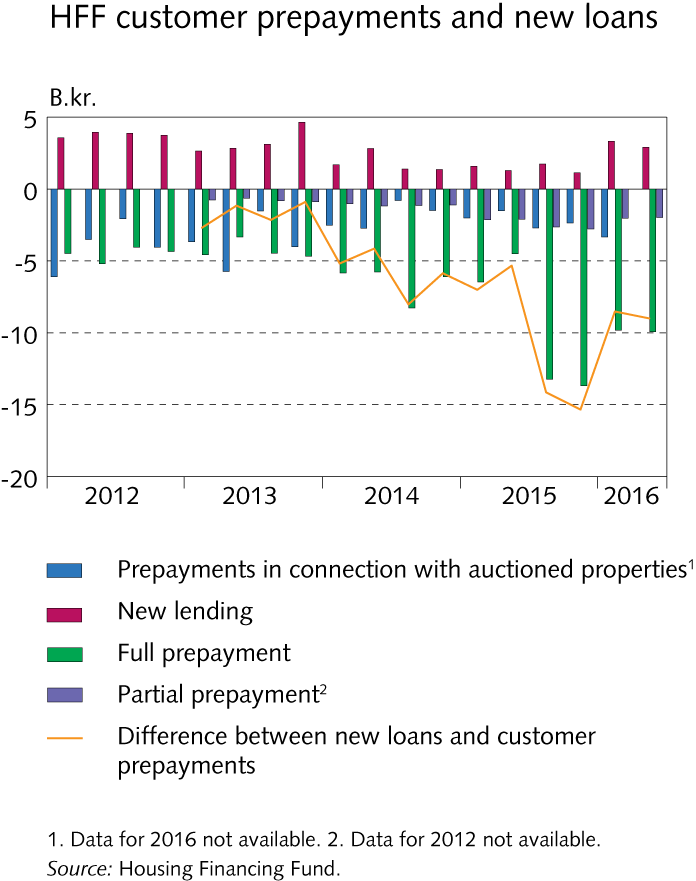 HFF customer prepayments and new loans
B.kr.
5
0
-5
-10
-15
-20
2012 2013 2014 2015 2016
Prepayments in connection with auctioned properties¹
New lending
Full prepayment
Partial prepayment²
Difference between new loans and customer
prepayments
1. Data for 2016 not available. 2. Data for 2012 not available.
Source: Housing Financing Fund.